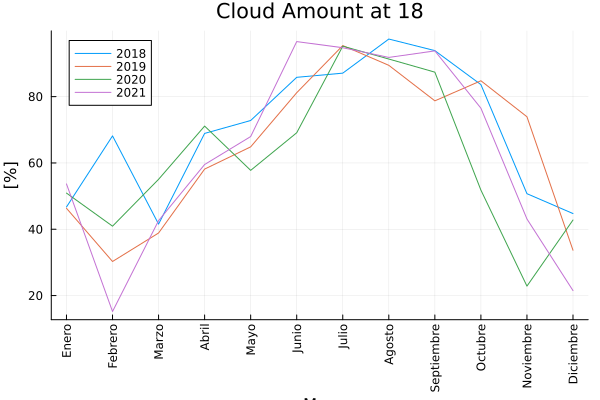 Cloud Amount at 18
2018
2019
2020
2021
[%]
80
60
40
20
Enero
Febrero
Marzo
Abril
Mayo
Junio
Julio
Agosto
Septiembre
Octubre
Noviembre
Diciembre